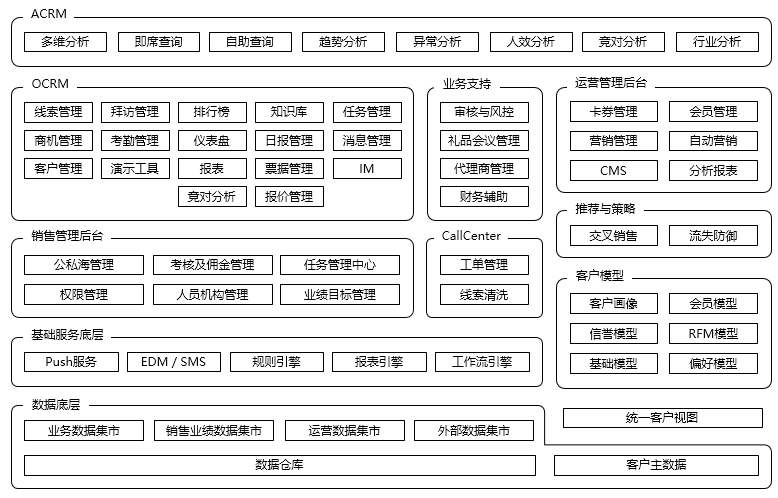 ACRM
多维分析 即席查询 自助查询 趋势分析 异常分析 人效分析 竞对分析 行业分析
OCRM
线索管理 拜访管理 排行榜 知识库 任务管理
商机管理 考勤管理 仪表盘 日报管理 消息管理
客户管理 演示工具 报表 票据管理 IM
竞对分析 报价管理
业务支持
审核与风控
礼品会议管理
代理商管理
财务辅助
运营管理后台
卡券管理 会员管理
营销管理 自动营销
CMS 分析报表
推荐与策略
交叉销售 流失防御
销售管理后台
公私海管理 考核及佣金管理 任务管理中心
权限管理 人员机构管理 业绩目标管理
CallCenter
工单管理
线索清洗
客户模型
客户画像 会员模型
信誉模型 RFM模型
基础模型 偏好模型
基础服务底层
Push服务 EDM / SMS 规则引擎 报表引擎 工作流引擎
数据底层
业务数据集市 销售业绩数据集市 运营数据集市 外部数据集市
统一客户视图
数据仓库 客户主数据